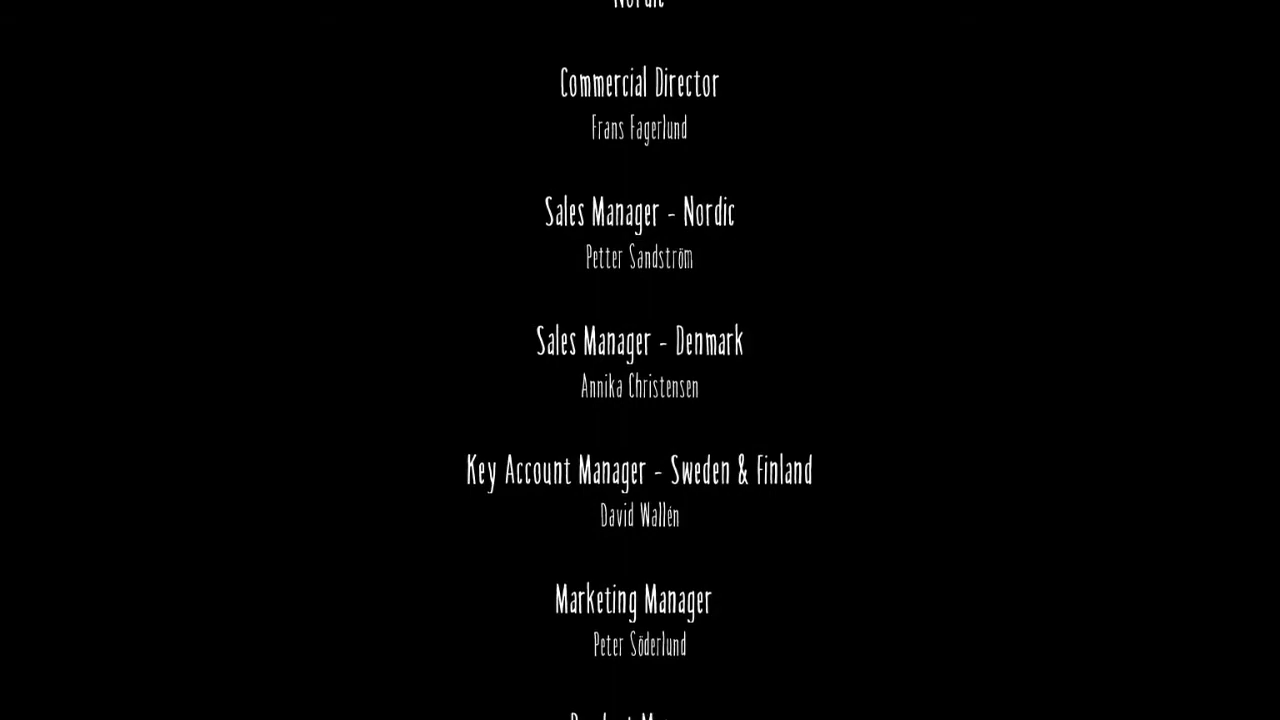 Nordic
Commercial Director
Frans Fagerlund
Sales Manager - Nordic
Petter Sandström
Sales Manager - Denmark
Annika Christensen
Key Account Manager - Sweden & Finland
David Wallén
Marketing Manager
Peter Söderlund